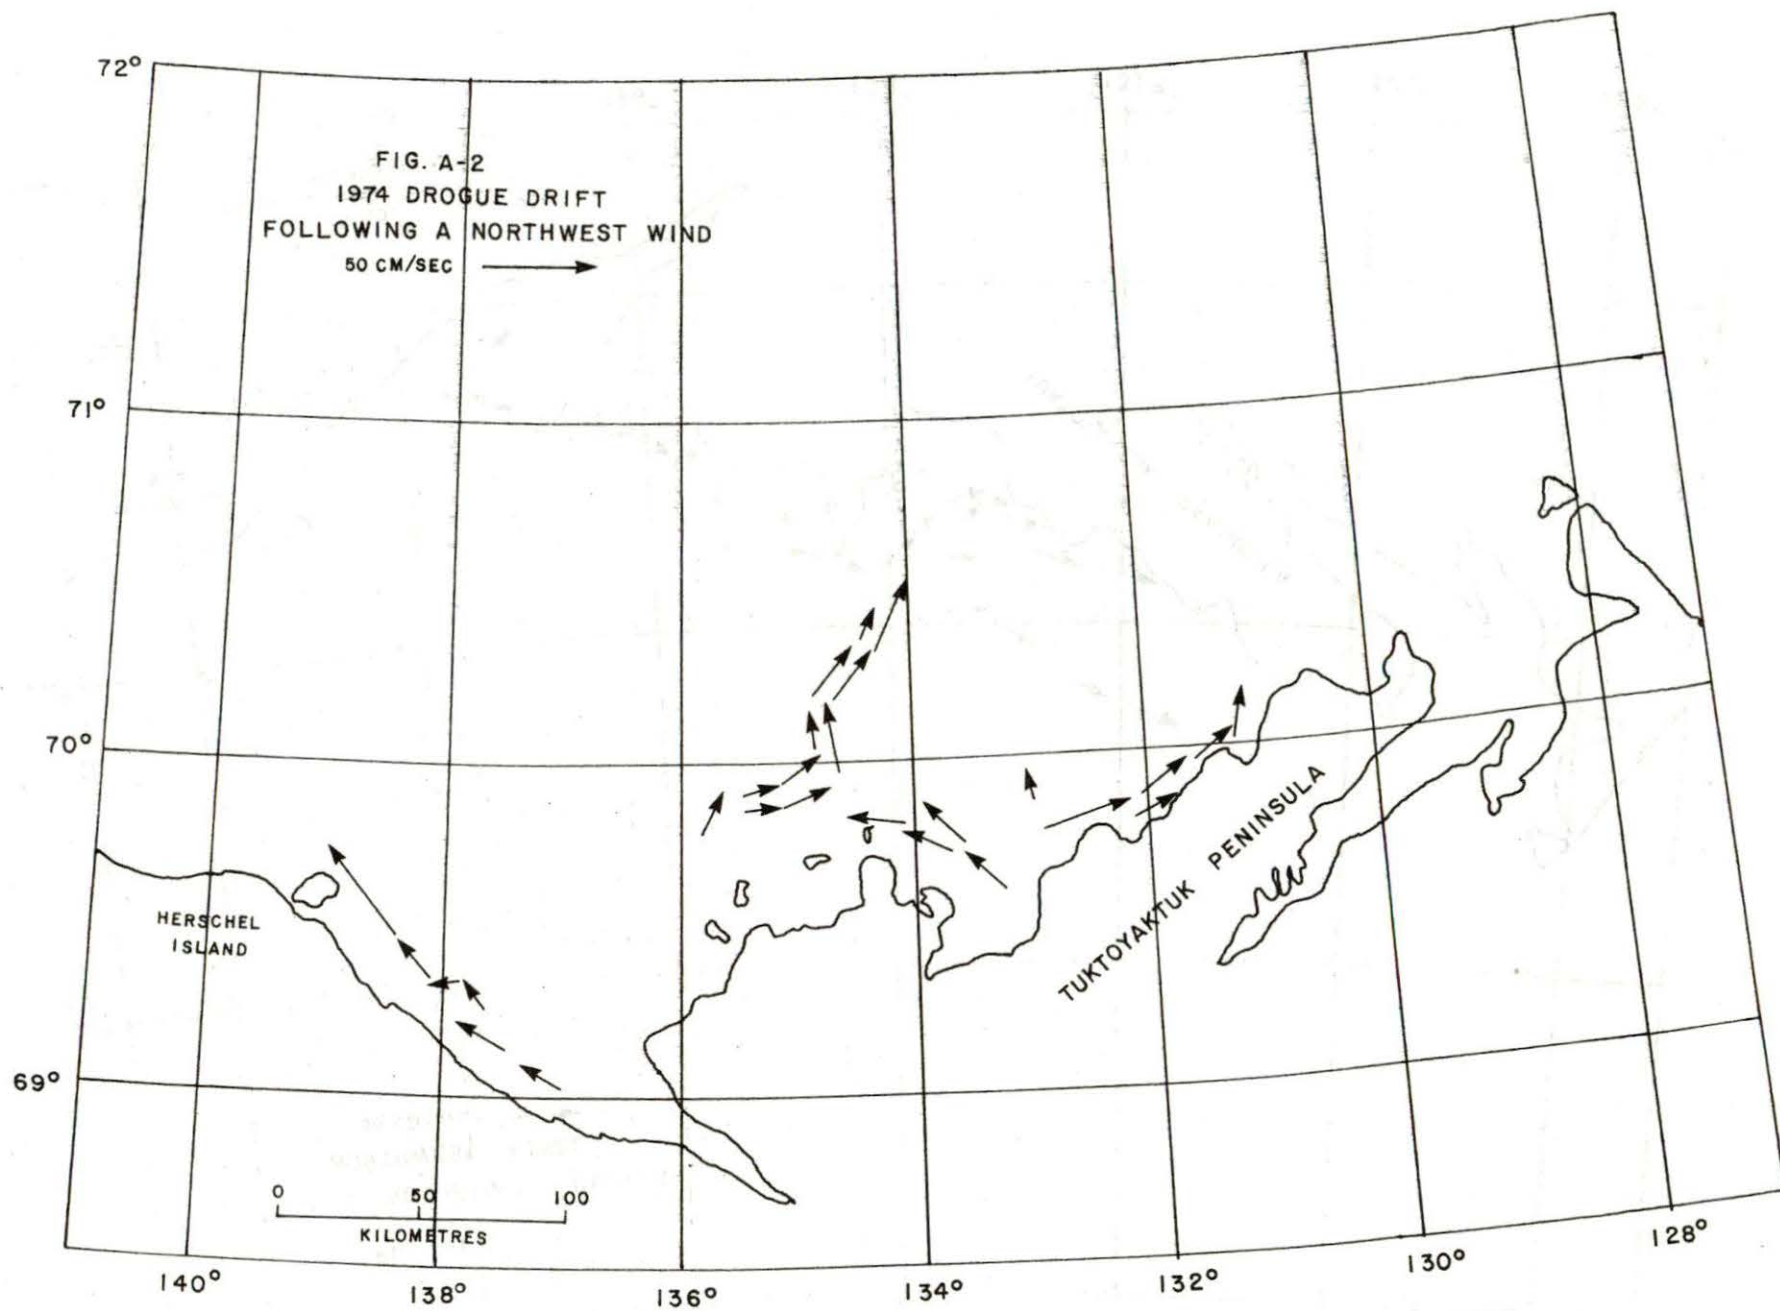 72°
FIG. A-2
1974 DROGUE DRIFT
FOLLOWING A NORTHWEST WIND
50 CM/SEC
71°
70°
HERSCHEL
ISLAND
TUKTOYAKTUK PENINSULA
69°
0 50 100
KILOMETRES
140° 138° 136° 134° 132° 130° 128°